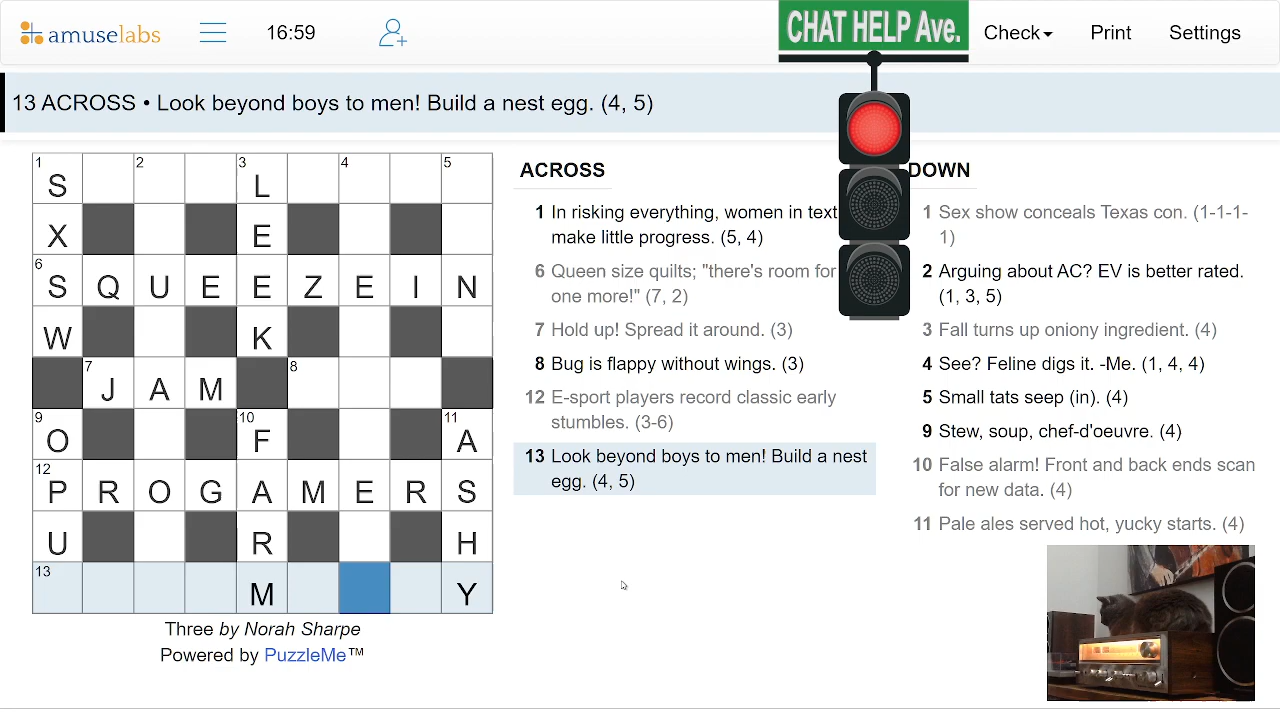 amuselabs
16:59
CHAT HELP Ave.
Check
Print
Settings
13 ACROSS • Look beyond boys to men! Build a nest egg. (4, 5)
1 2 3 4 5
S L
X E
6
S Q U E E Z E I N
W K
7 8
J A M
9 10 11
O F A
12
P R O G A M E R S
U R H
13
M Y
Three by Norah Sharpe
Powered by PuzzleMe™
ACROSS
1 In risking everything, women in text
make little progress. (5, 4)
6 Queen size quilts; "there's room for
one more!" (7, 2)
7 Hold up! Spread it around. (3)
8 Bug is flappy without wings. (3)
12 E-sport players record classic early
stumbles. (3-6)
13 Look beyond boys to men! Build a nest
egg. (4, 5)
DOWN
1 Sex show conceals Texas con. (1-1-1-
1)
2 Arguing about AC? EV is better rated.
(1, 3, 5)
3 Fall turns up oniony ingredient. (4)
4 See? Feline digs it. -Me. (1, 4, 4)
5 Small tats seep (in). (4)
9 Stew, soup, chef-d'oeuvre. (4)
10 False alarm! Front and back ends scan
for new data. (4)
11 Pale ales served hot, yucky starts. (4)